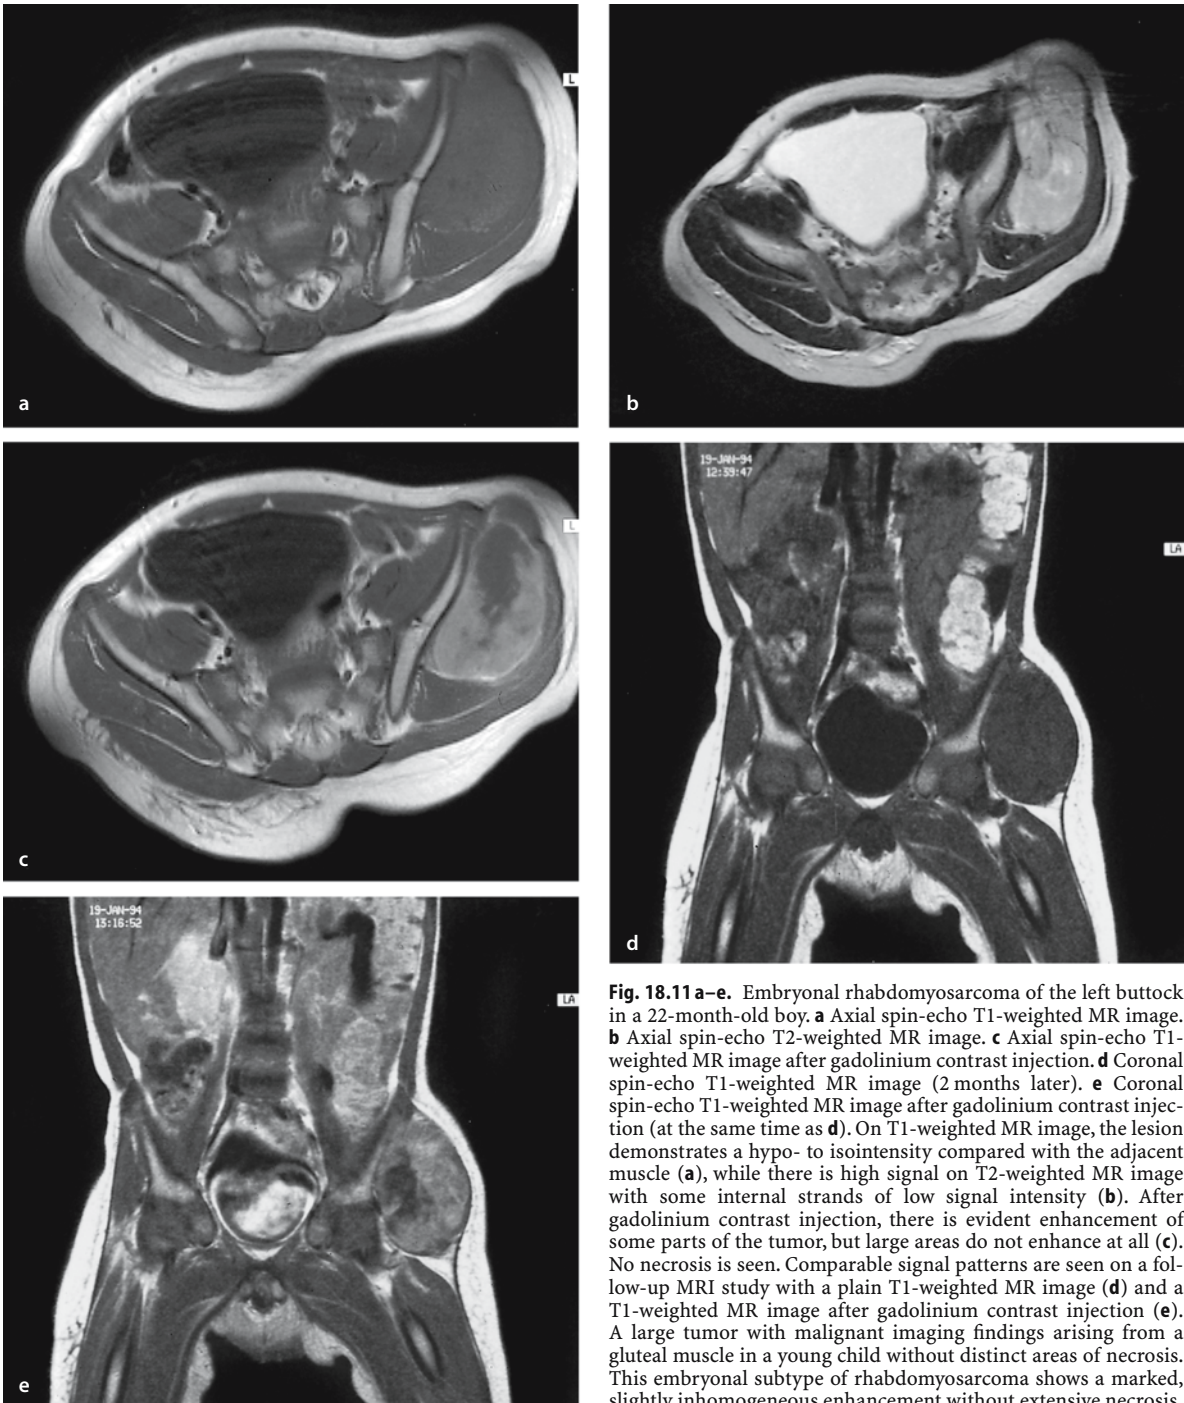 L
a
b
L
c
19-JAN-94
12:39:47
LA
d
19-JAN-94
13:16:52
LA
e
Fig. 18.11 a–e. Embryonal rhabdomyosarcoma of the left buttock
in a 22-month-old boy. a Axial spin-echo T1-weighted MR image.
b Axial spin-echo T2-weighted MR image. c Axial spin-echo T1-
weighted MR image after gadolinium contrast injection. d Coronal
spin-echo T1-weighted MR image (2 months later). e Coronal
spin-echo T1-weighted MR image after gadolinium contrast injec-
tion (at the same time as d). On T1-weighted MR image, the lesion
demonstrates a hypo- to isointensity compared with the adjacent
muscle (a), while there is high signal on T2-weighted MR image
with some internal strands of low signal intensity (b). After
gadolinium contrast injection, there is evident enhancement of
some parts of the tumor, but large areas do not enhance at all (c).
No necrosis is seen. Comparable signal patterns are seen on a fol-
low-up MRI study with a plain T1-weighted MR image (d) and a
T1-weighted MR image after gadolinium contrast injection (e).
A large tumor with malignant imaging findings arising from a
gluteal muscle in a young child without distinct areas of necrosis.
This embryonal subtype of rhabdomyosarcoma shows a marked,
slightly inhomogeneous enhancement without extensive necrosis.